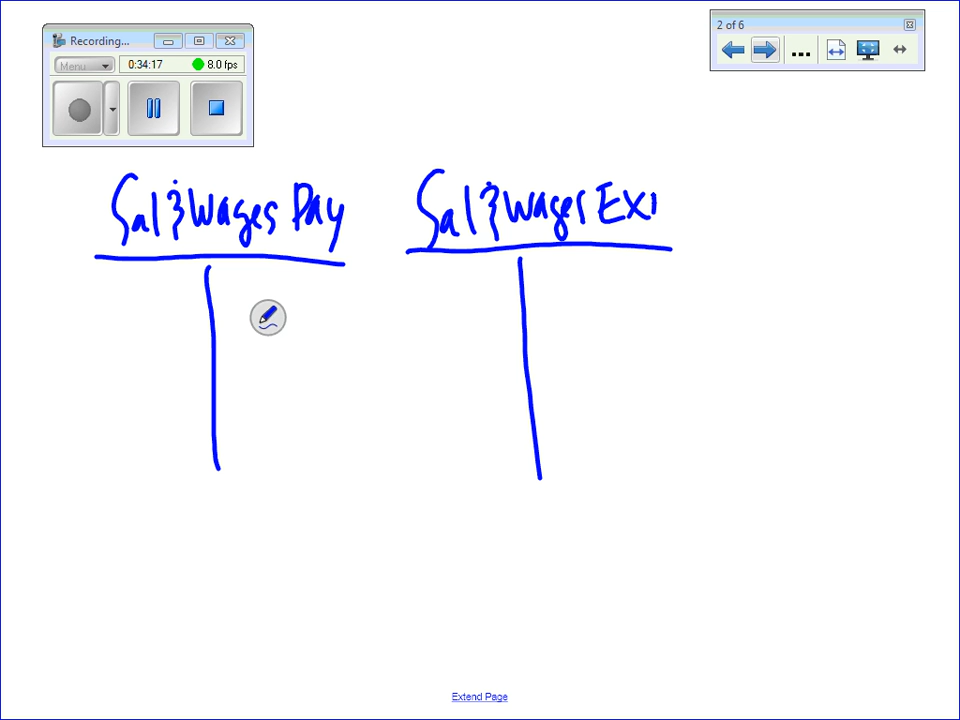 Recording...
2 of 6
Menu
0:34:17 8.0 fps
Sal & Wages Pay
Sal & Wages Exp
Extend Page